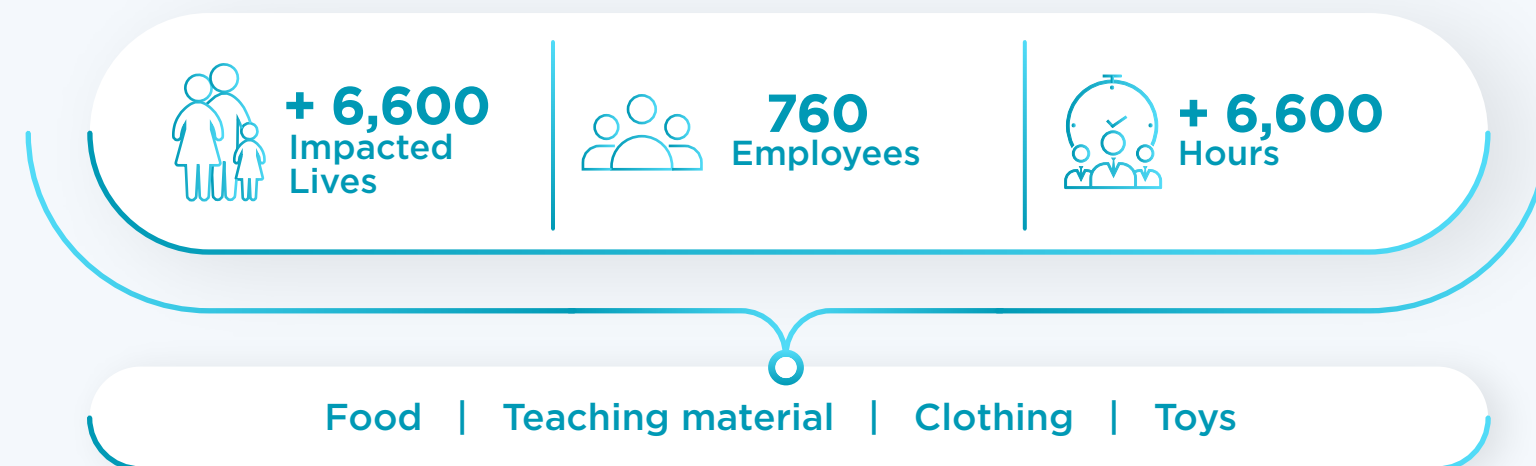 + 6,600
Impacted
Lives
760
Employees
+ 6,600
Hours
Food | Teaching material | Clothing | Toys